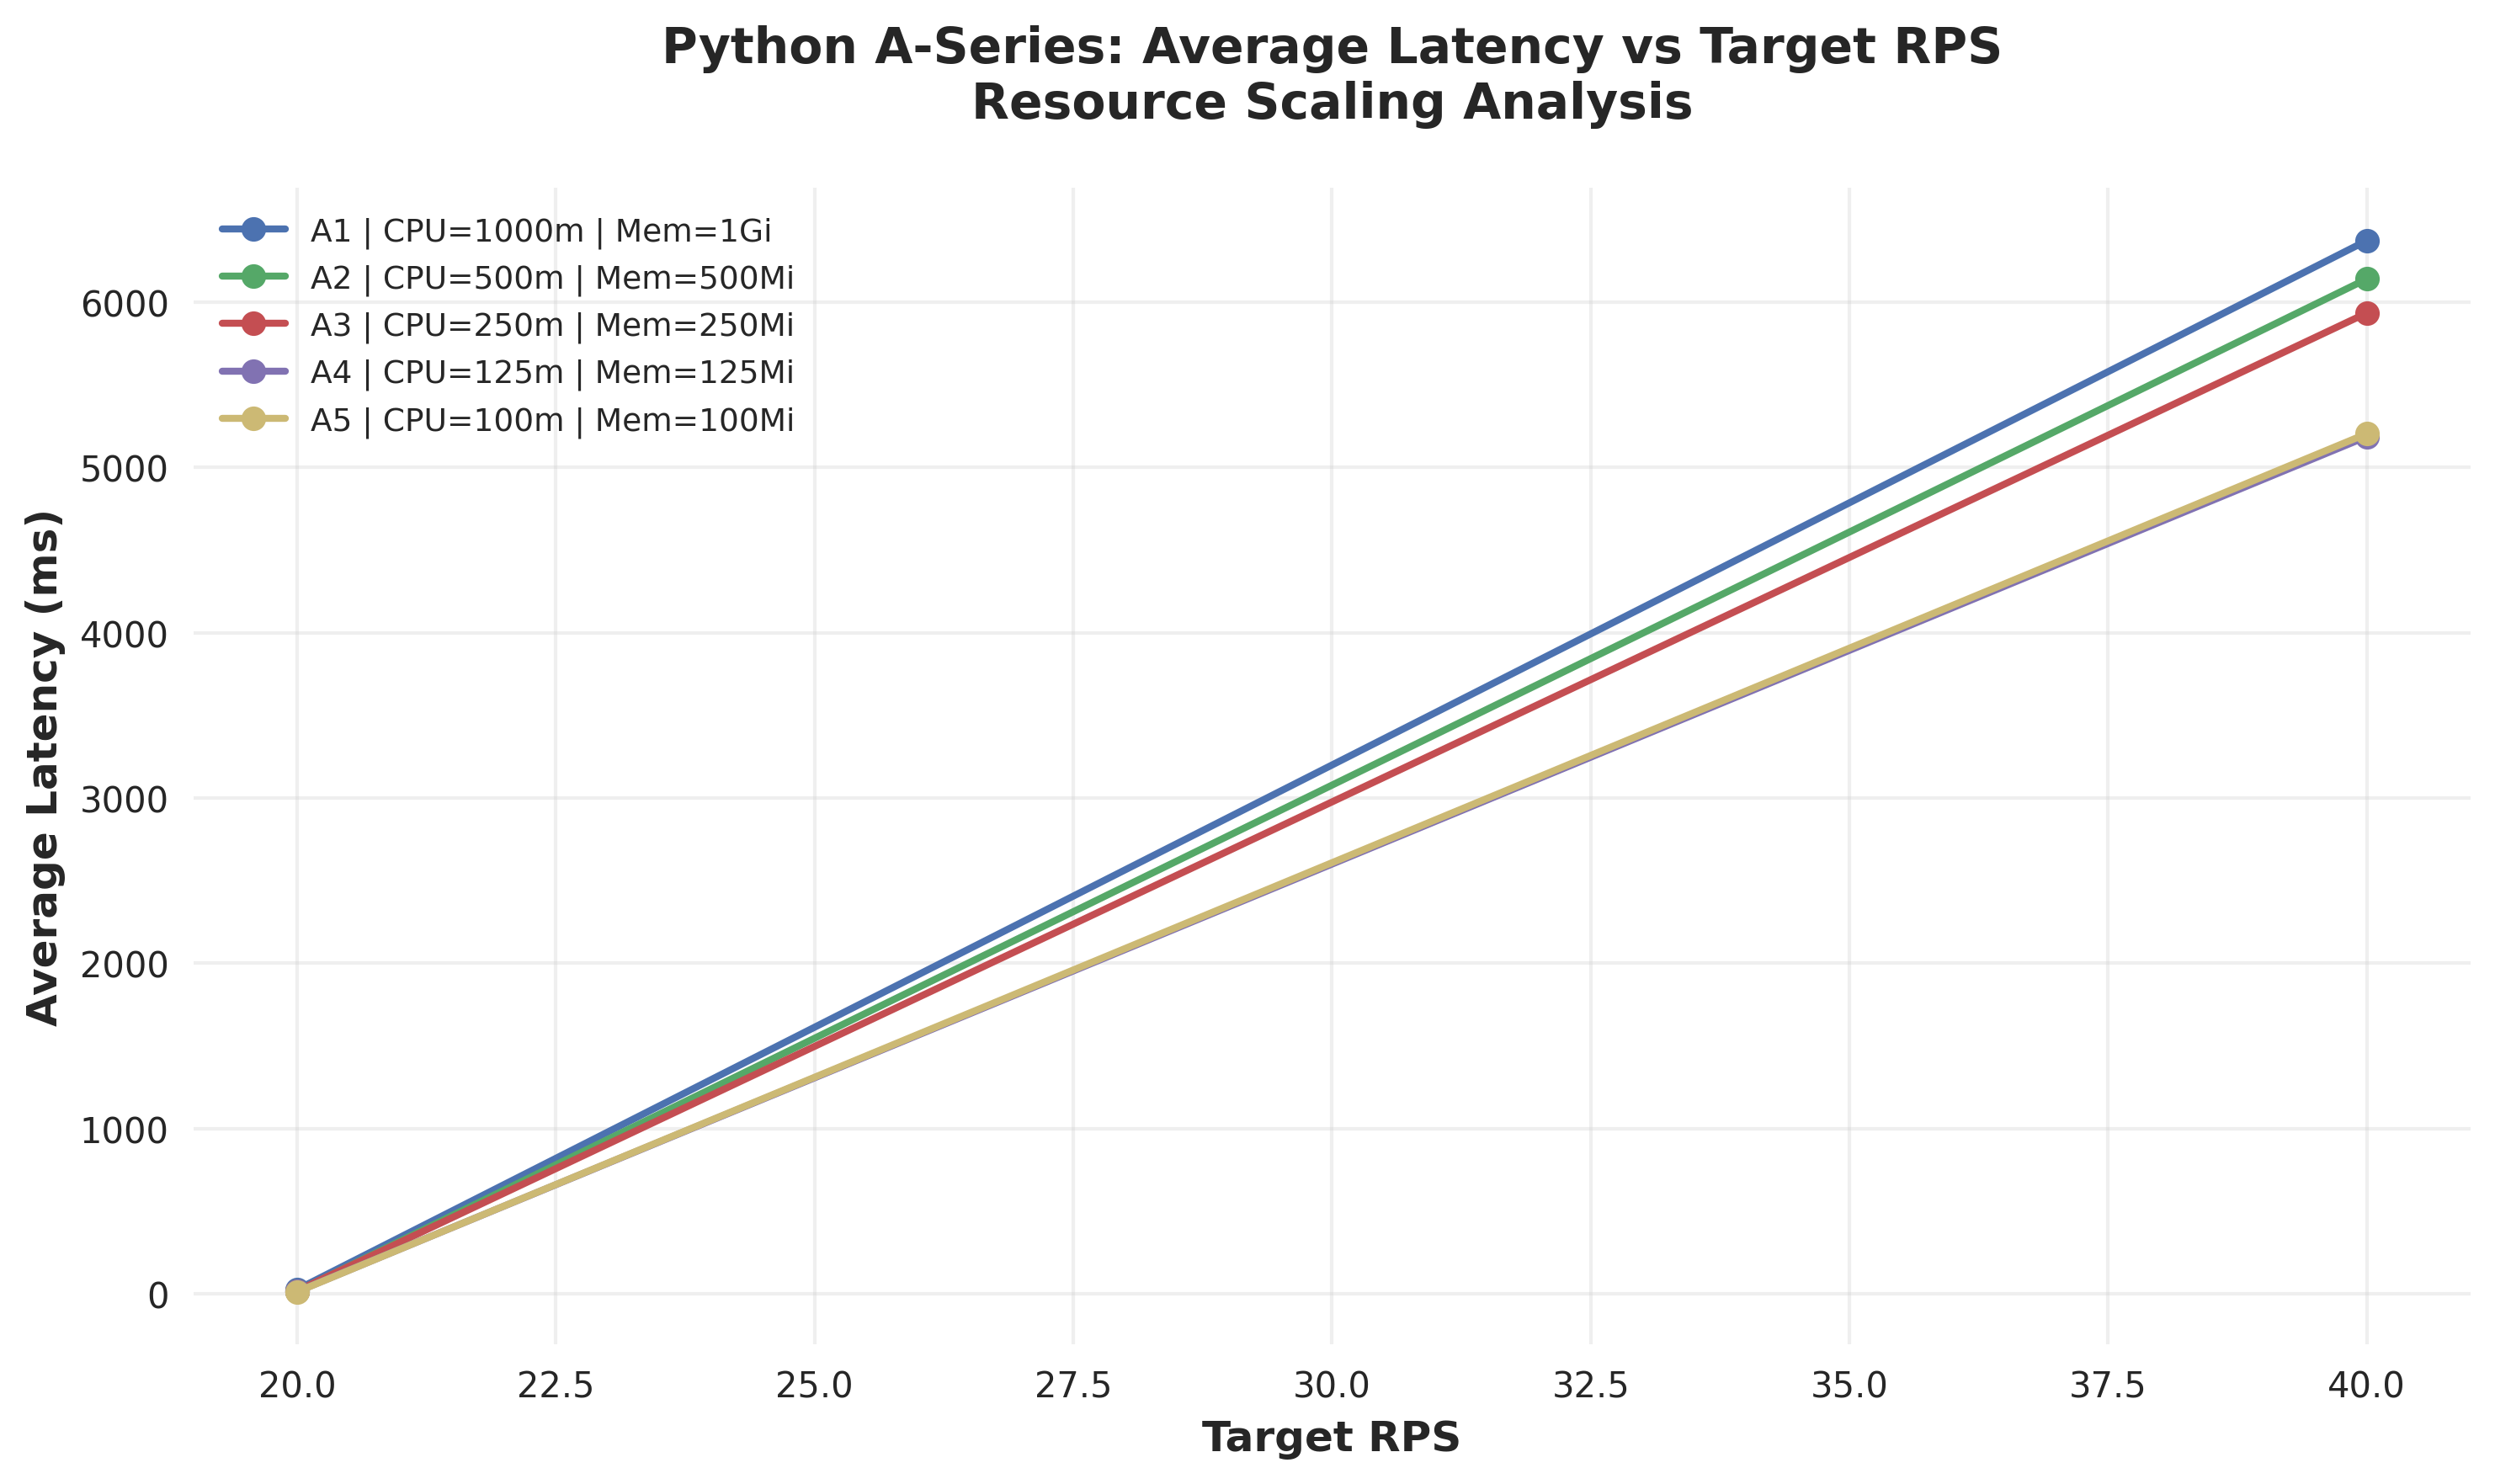 Python A-Series: Average Latency vs Target RPS
Resource Scaling Analysis
A1 | CPU=1000m | Mem=1Gi
A2 | CPU=500m | Mem=500Mi
A3 | CPU=250m | Mem=250Mi
A4 | CPU=125m | Mem=125Mi
A5 | CPU=100m | Mem=100Mi
Average Latency (ms)
6000
5000
4000
3000
2000
1000
0
20.0 22.5 25.0 27.5 30.0 32.5 35.0 37.5 40.0
Target RPS